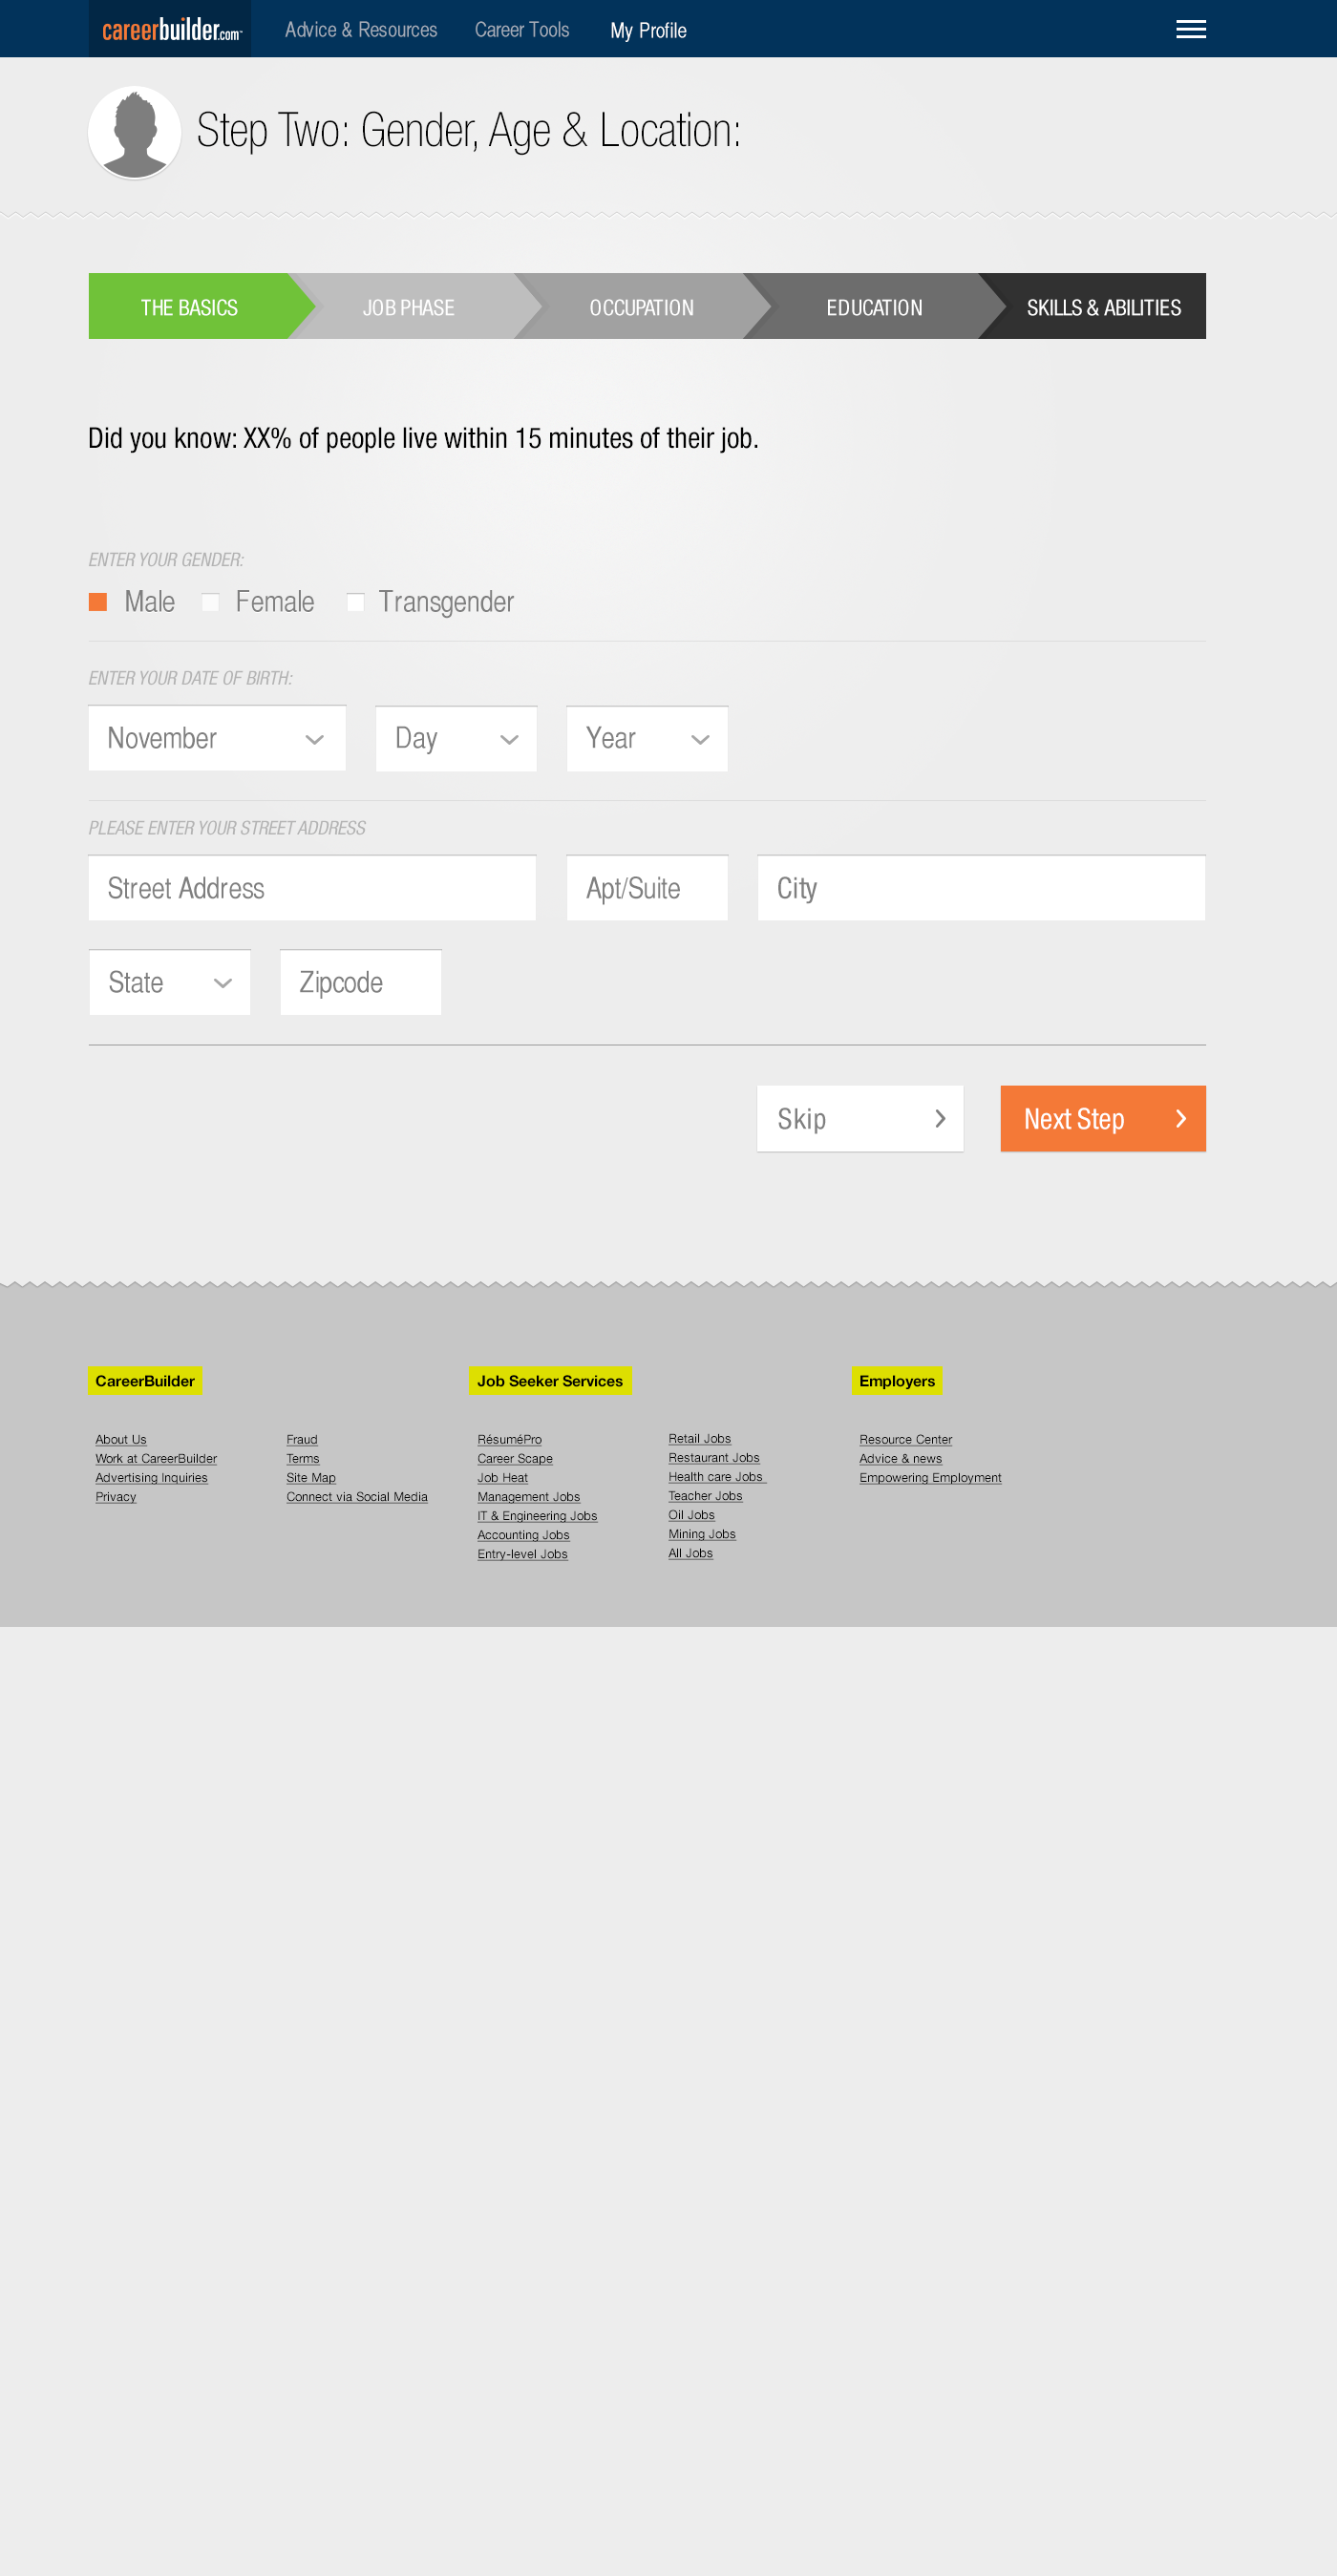 careerbuilder.com
Advice & Resources
Career Tools
My Profile
Step Two: Gender, Age & Location:
THE BASICS
JOB PHASE
OCCUPATION
EDUCATION
SKILLS & ABILITIES
Did you know: XX% of people live within 15 minutes of their job.
ENTER YOUR GENDER:
Male
Female
Transgender
ENTER YOUR DATE OF BIRTH:
November
Day
Year
PLEASE ENTER YOUR STREET ADDRESS
Street Address
Apt/Suite
City
State
Zipcode
Skip
Next Step
CareerBuilder
About Us
Work at CareerBuilder
Advertising Inquiries
Privacy
Fraud
Terms
Site Map
Connect via Social Media
Job Seeker Services
RésuméPro
Career Scape
Job Heat
Management Jobs
IT & Engineering Jobs
Accounting Jobs
Entry-level Jobs
Retail Jobs
Restaurant Jobs
Health care Jobs
Teacher Jobs
Oil Jobs
Mining Jobs
All Jobs
Employers
Resource Center
Advice & news
Empowering Employment